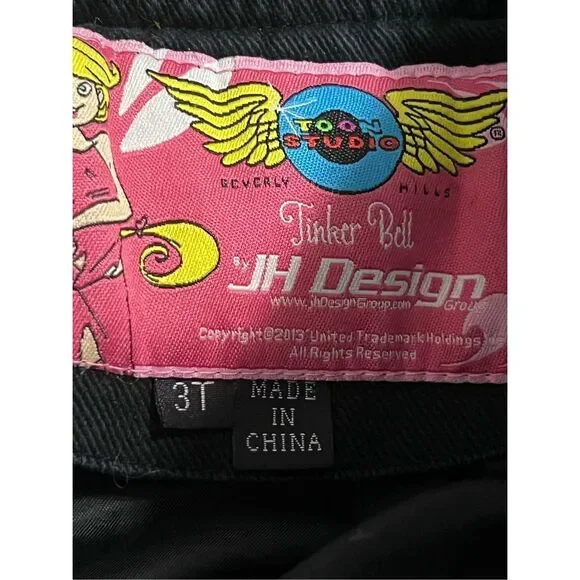 TOON
STUDIO
®
BEVERLY HILLS
Tinker Bell
By JH Design
Group
www.jhDesignGroup.com
Copyright©2013 United Trademark Holdings, Inc
All Rights Reserved
3T
MADE
IN
CHINA